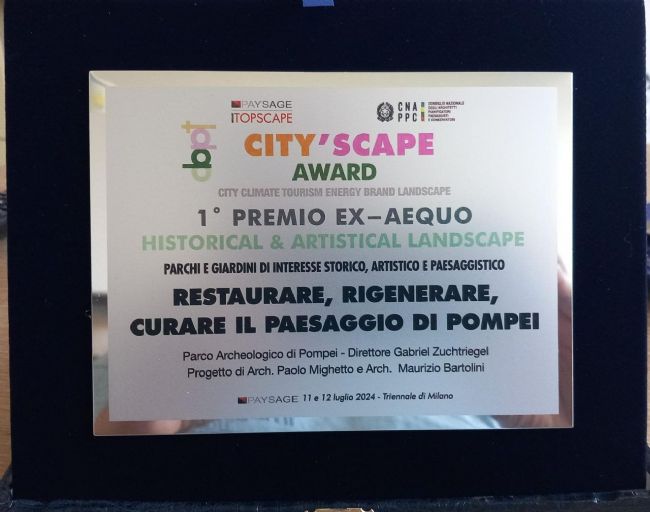 PAYSAGE
TOPSCAPE
CNA
PPC
CONSIGLIO NAZIONALE
DEGLI ARCHITETTI
PIANIFICATORI
PAESAGGISTI
E CONSERVATORI
cbpt
CITY'SCAPE
AWARD
CITY CLIMATE TOURISM ENERGY BRAND LANDSCAPE
1° PREMIO EX-AEQUO
HISTORICAL & ARTISTICAL LANDSCAPE
PARCHI E GIARDINI DI INTERESSE STORICO, ARTISTICO E PAESAGGISTICO
RESTAURARE, RIGENERARE,
CURARE IL PAESAGGIO DI POMPEI
Parco Archeologico di Pompei - Direttore Gabriel Zuchtriegel
Progetto di Arch. Paolo Mighetto e Arch. Maurizio Bartolini
PAYSAGE 11 e 12 luglio 2024 - Triennale di Milano